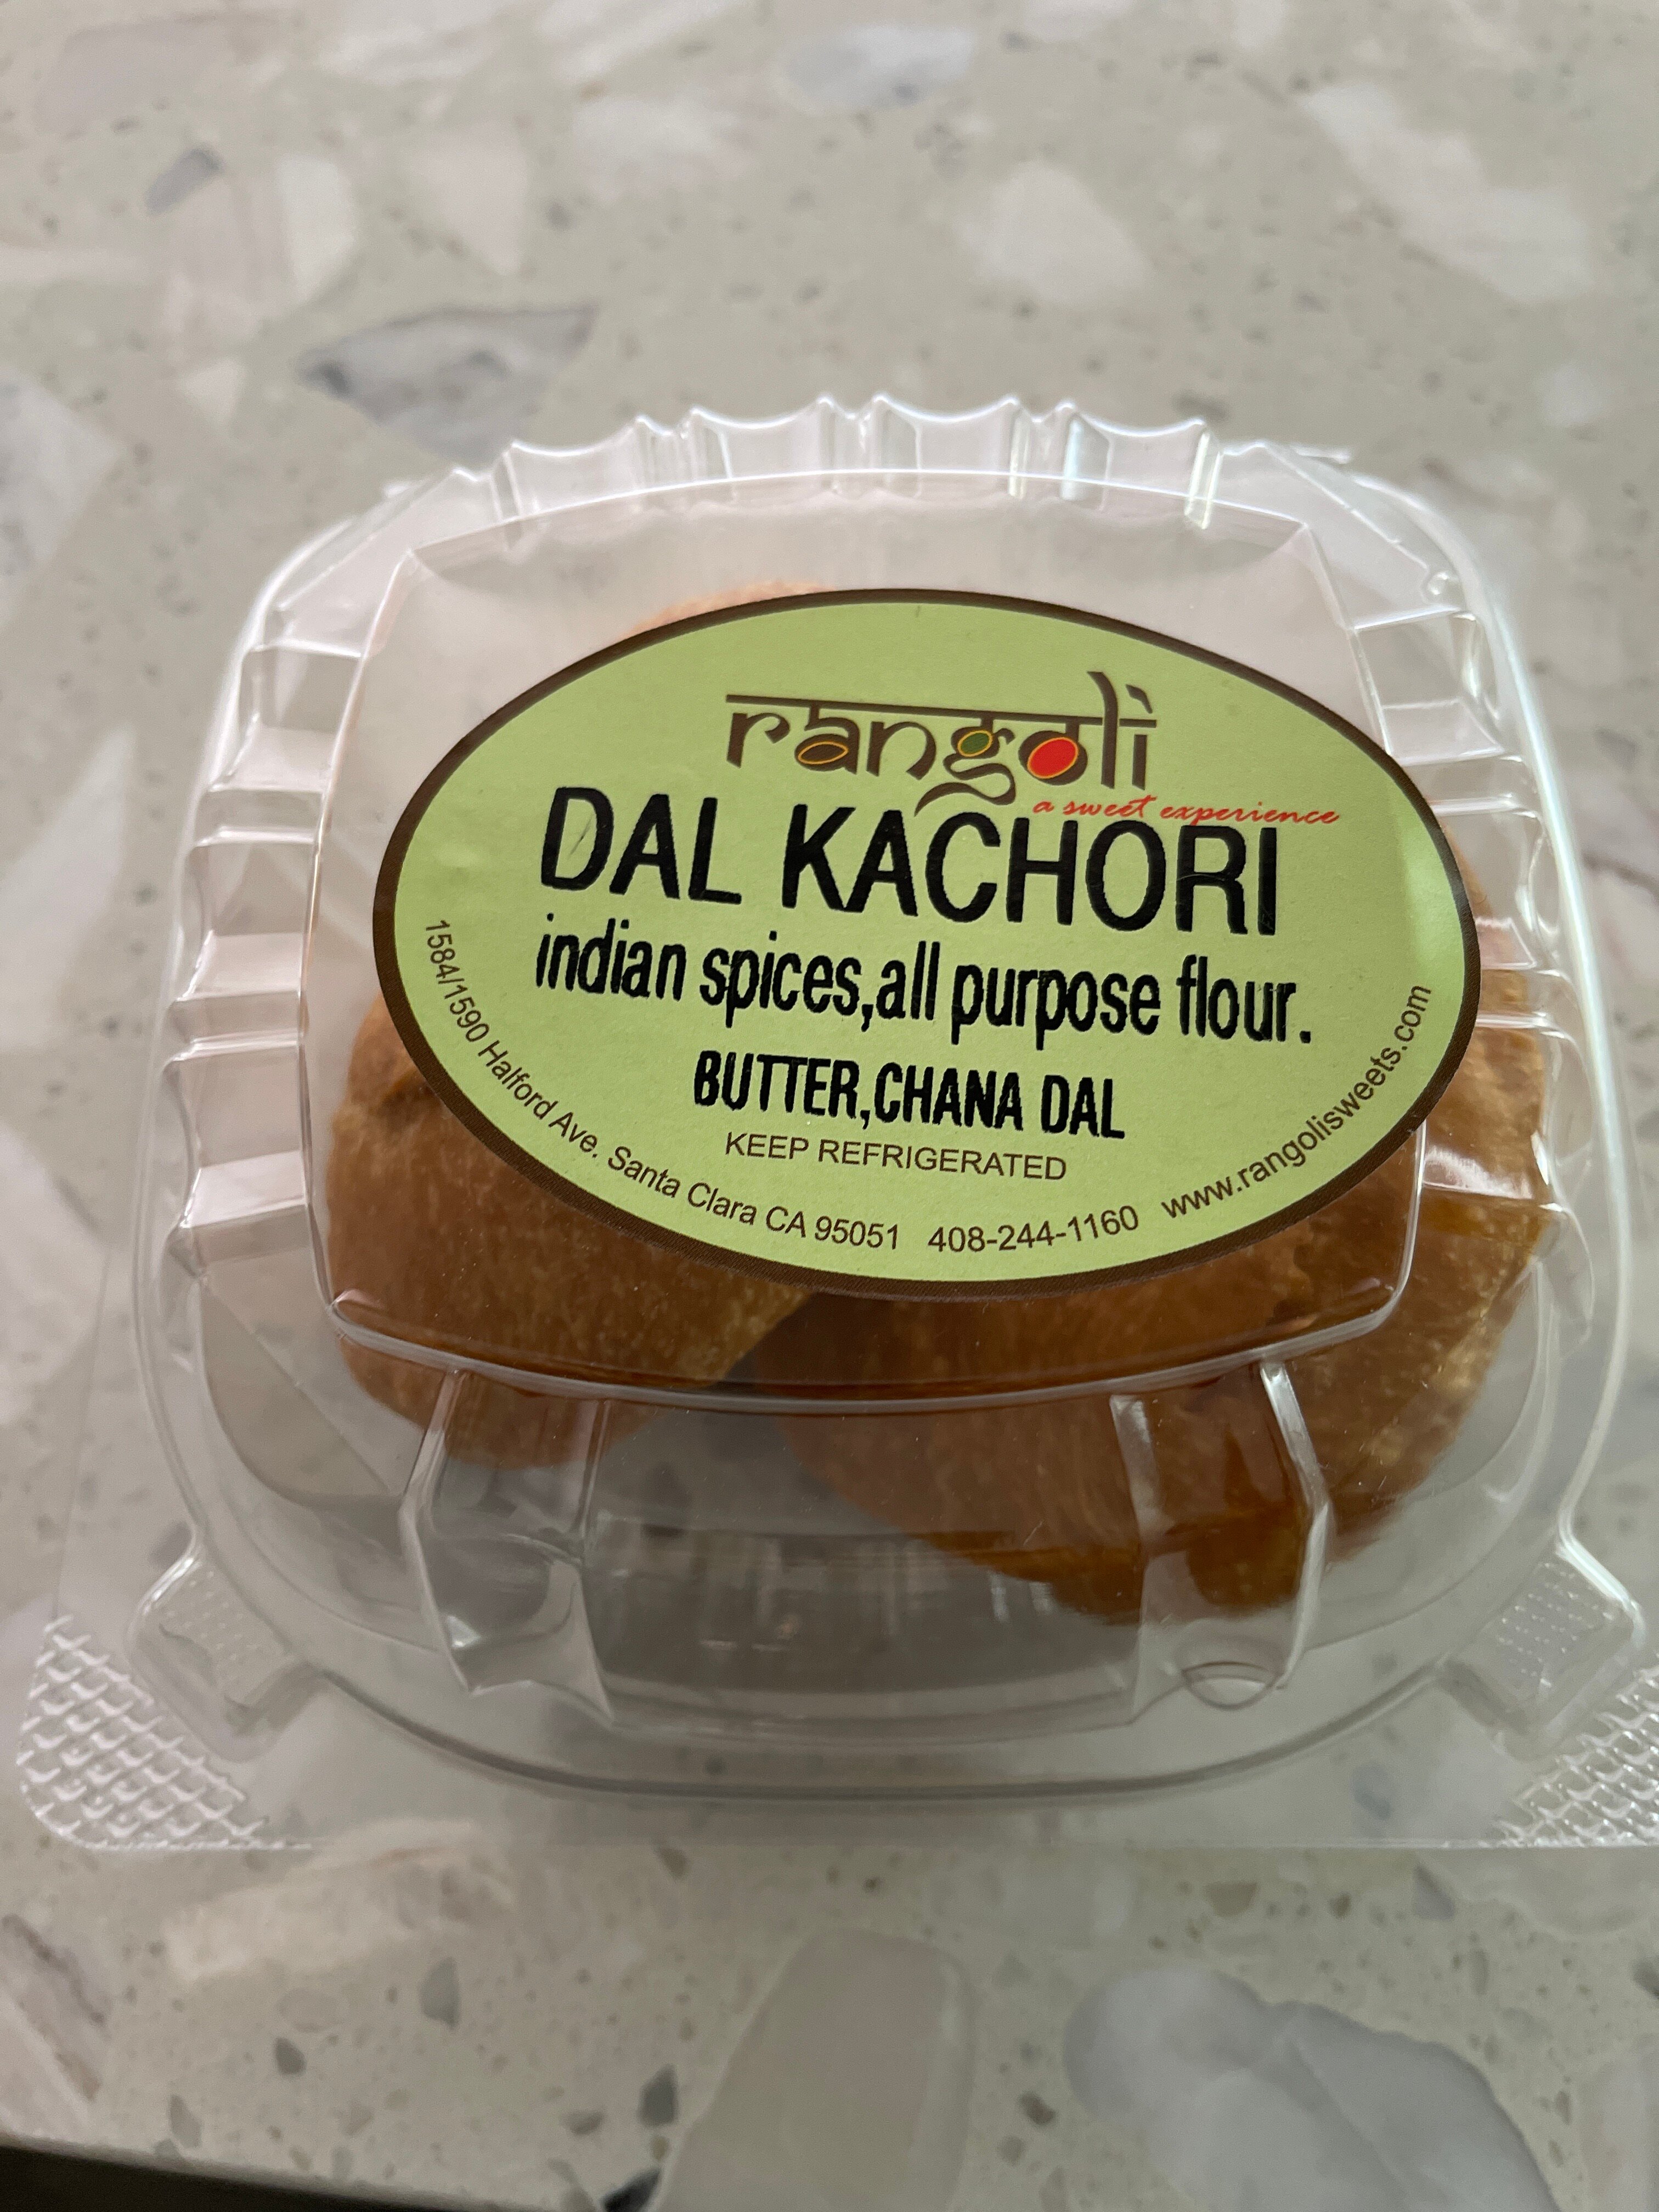 rangoli
a sweet experience
DAL KACHORI
indian spices,all purpose flour.
BUTTER,CHANA DAL
KEEP REFRIGERATED
1584/1590 Halford Ave. Santa Clara CA 95051 408-244-1160 www.rangolisweets.com